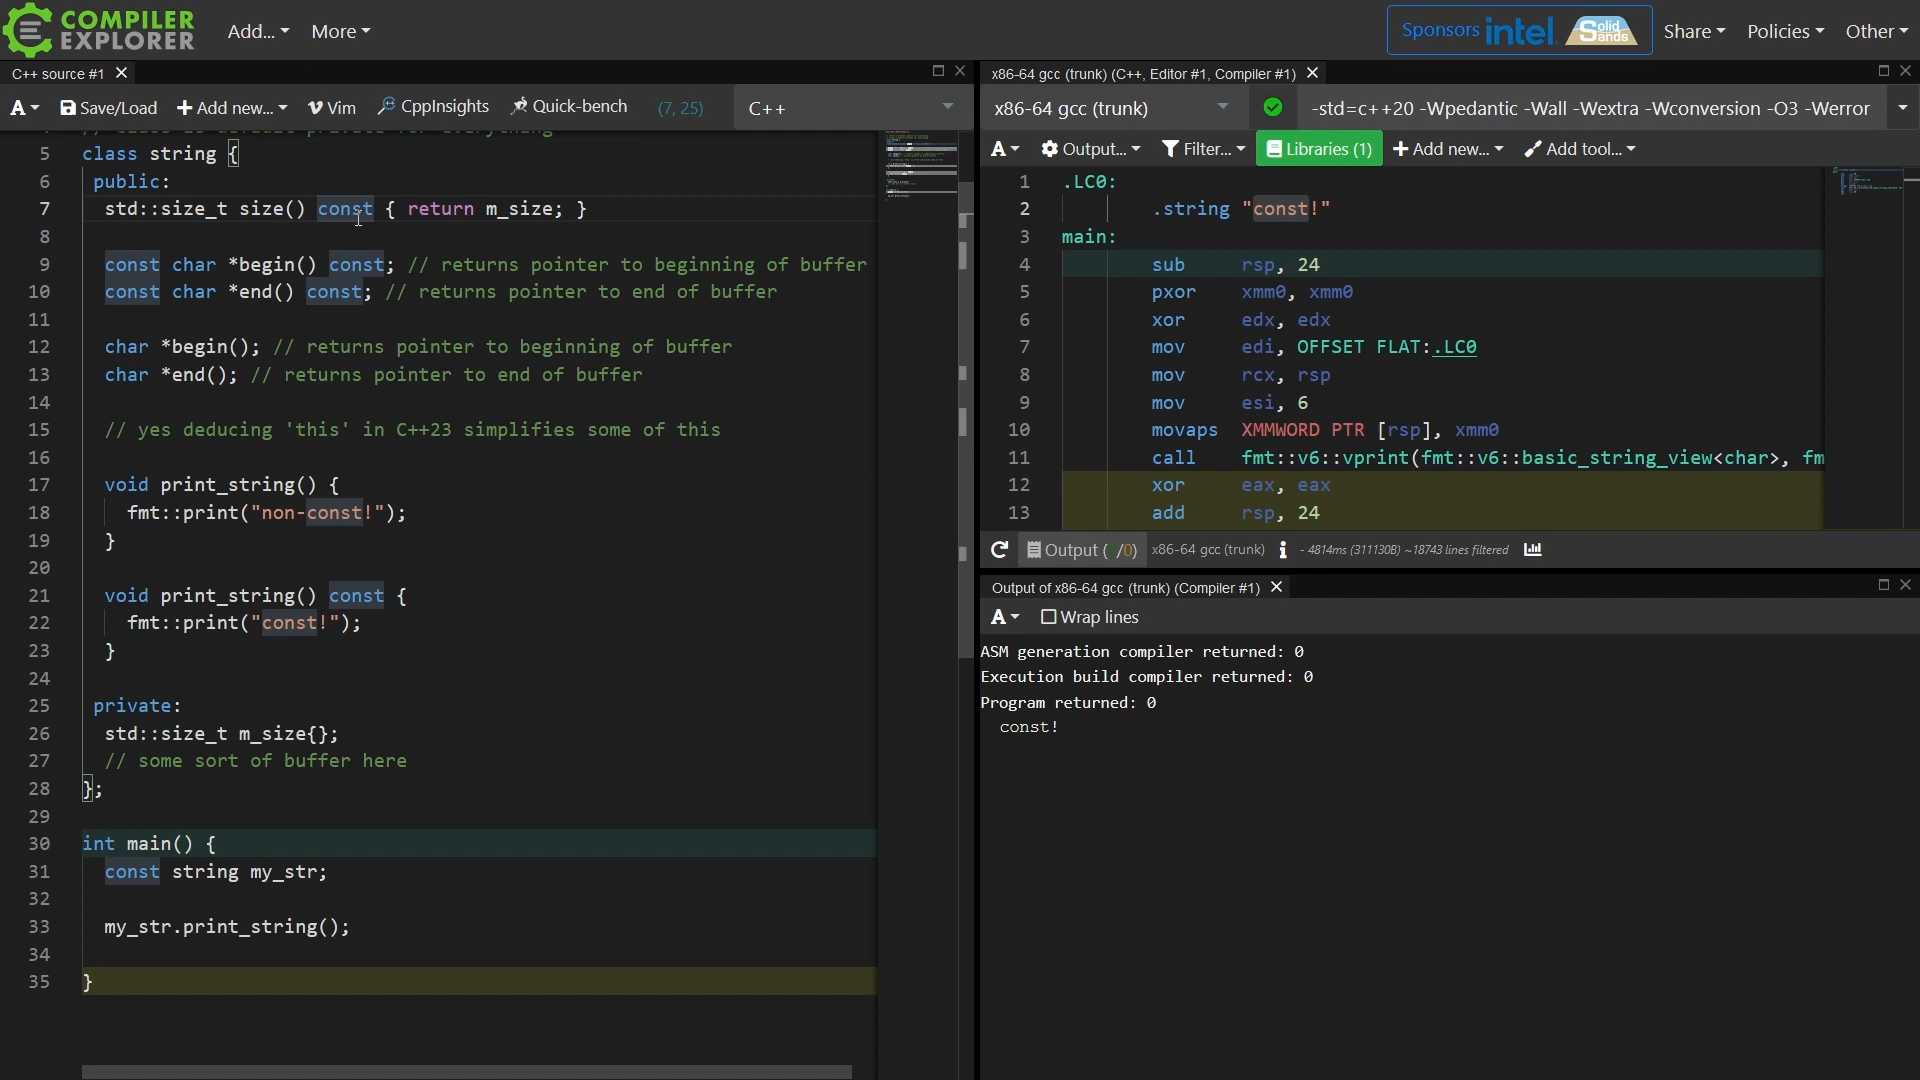 COMPILER
EXPLORER
Add...
More
Sponsors intel. Solid Sands
Share
Policies
Other
C++ source #1
A
Save/Load
Add new...
Vim
CppInsights
Quick-bench
(7, 25)
C++
5 class string {
6 public:
7 std::size_t size() const { return m_size; }
8
9 const char *begin() const; // returns pointer to beginning of buffer
10 const char *end() const; // returns pointer to end of buffer
11
12 char *begin(); // returns pointer to beginning of buffer
13 char *end(); // returns pointer to end of buffer
14
15 // yes deducing 'this' in C++23 simplifies some of this
16
17 void print_string() {
18 fmt::print("non-const!");
19 }
20
21 void print_string() const {
22 fmt::print("const!");
23 }
24
25 private:
26 std::size_t m_size{};
27 // some sort of buffer here
28 };
29
30 int main() {
31 const string my_str;
32
33 my_str.print_string();
34
35 }
x86-64 gcc (trunk) (C++, Editor #1, Compiler #1)
x86-64 gcc (trunk)
-std=c++20 -Wpedantic -Wall -Wextra -Wconversion -O3 -Werror
A
Output...
Filter...
Libraries (1)
Add new...
Add tool...
1 .LC0:
2 .string "const!"
3 main:
4 sub rsp, 24
5 pxor xmm0, xmm0
6 xor edx, edx
7 mov edi, OFFSET FLAT:.LC0
8 mov rcx, rsp
9 mov esi, 6
10 movaps XMMWORD PTR [rsp], xmm0
11 call fmt::v6::vprint(fmt::v6::basic_string_view<char>, fm
12 xor eax, eax
13 add rsp, 24
Output ( /0)
x86-64 gcc (trunk)
- 4814ms (311130B) ~18743 lines filtered
Output of x86-64 gcc (trunk) (Compiler #1)
A
Wrap lines
ASM generation compiler returned: 0
Execution build compiler returned: 0
Program returned: 0
const!